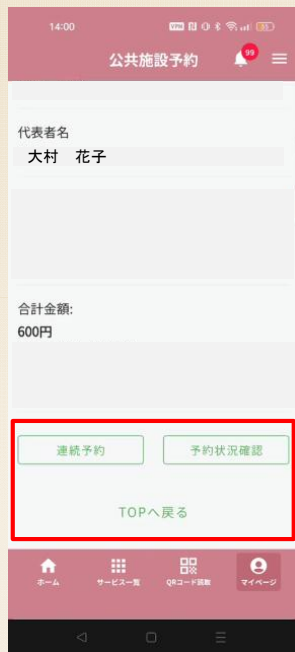 14:00 VPN 85
公共施設予約 99
代表者名
大村 花子
合計金額:
600円
連続予約 予約状況確認
TOPへ戻る
ホーム サービス一覧 QRコード読取 マイページ